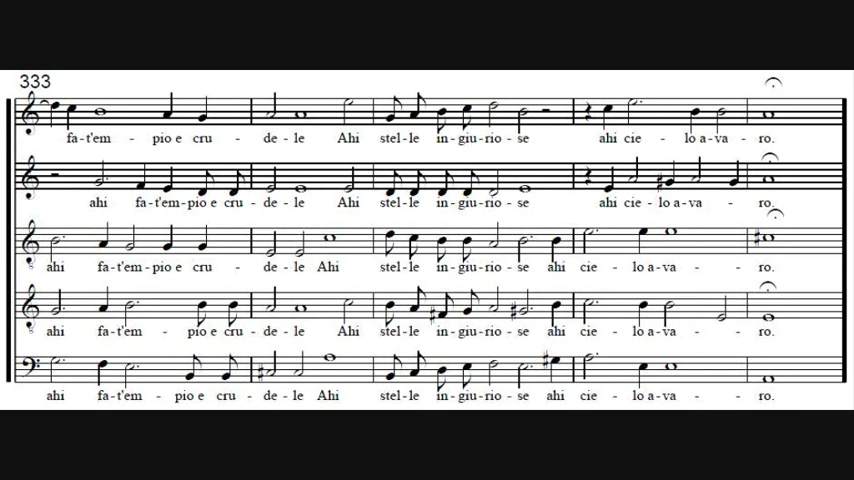 333
fa-t'em - pio e cru - de - le Ahi stel-le in-giu-rio-se ahi cie - lo a-va - ro.
ahi fa-t'em-pio e cru - de - le Ahi stel-le in-giu-rio-se ahi cie-lo a-va - ro.
ahi fa-t'em-pio e cru - de - le Ahi stel-le in-giu-rio-se ahi cie - lo a-va - ro.
ahi fa-t'em - pio e cru - de - le Ahi stel-le in-giu-rio-se ahi cie - lo a-va - ro.
ahi fa-t'em - pio e cru - de - le Ahi stel-le in-giu-rio - se ahi cie - lo a-va - ro.